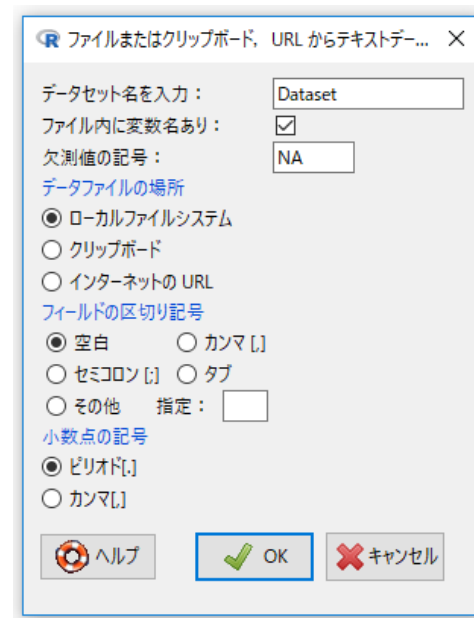 ファイルまたはクリップボード, URL からテキストデー...
データセット名を入力： Dataset
ファイル内に変数名あり：
欠測値の記号： NA
データファイルの場所
ローカルファイルシステム
クリップボード
インターネットの URL
フィールドの区切り記号
空白 カンマ [,]
セミコロン [;] タブ
その他 指定：
小数点の記号
ピリオド[.]
カンマ[,]
ヘルプ OK キャンセル